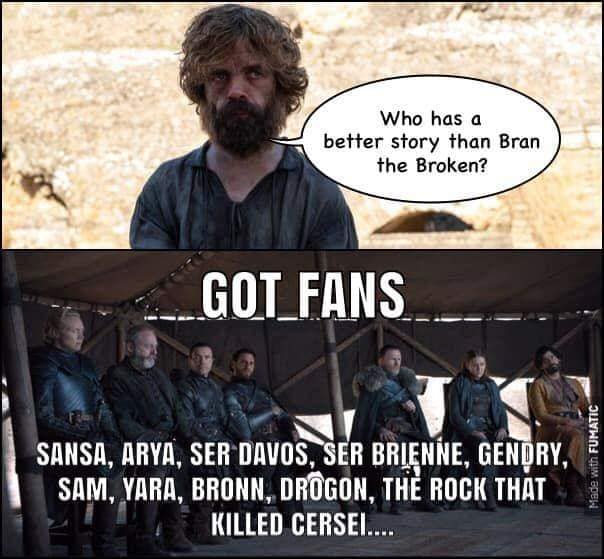 Who has a
better story than Bran
the Broken?
GOT FANS
SANSA, ARYA, SER DAVOS, SER BRIENNE, GENDRY,
SAM, YARA, BRONN, DROGON, THE ROCK THAT
KILLED CERSEI....
Made with FUMATIC